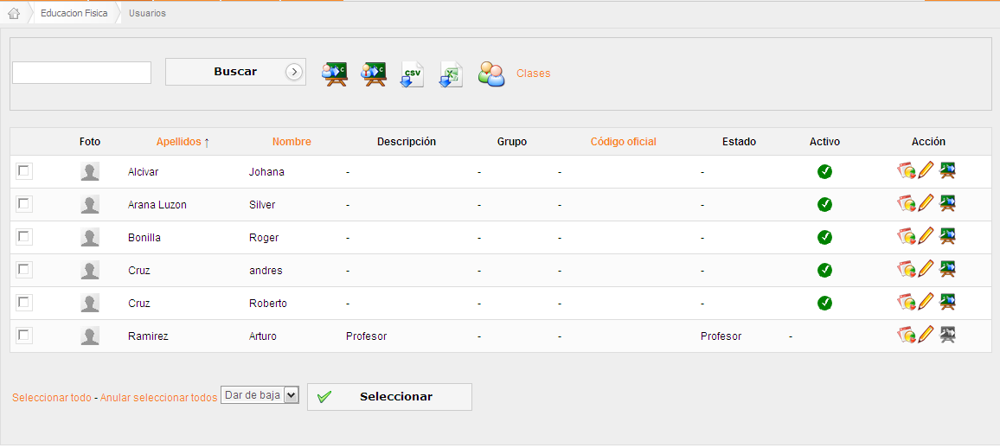 Educacion Fisica Usuarios
Buscar C C CSV X Clases
Foto Apellidos ↑ Nombre Descripción Grupo Código oficial Estado Activo Acción
Alcivar Johana - - - -
Arana Luzon Silver - - - -
Bonilla Roger - - - -
Cruz andres - - - -
Cruz Roberto - - - -
Ramirez Arturo Profesor - - Profesor -
Seleccionar todo - Anular seleccionar todos Dar de baja Seleccionar